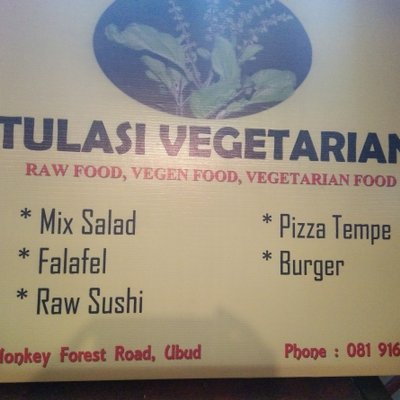 TULASI VEGETARIAN
RAW FOOD, VEGEN FOOD, VEGETARIAN FOOD
* Mix Salad
* Falafel
* Raw Sushi
* Pizza Tempe
* Burger
Monkey Forest Road, Ubud
Phone : 081 916